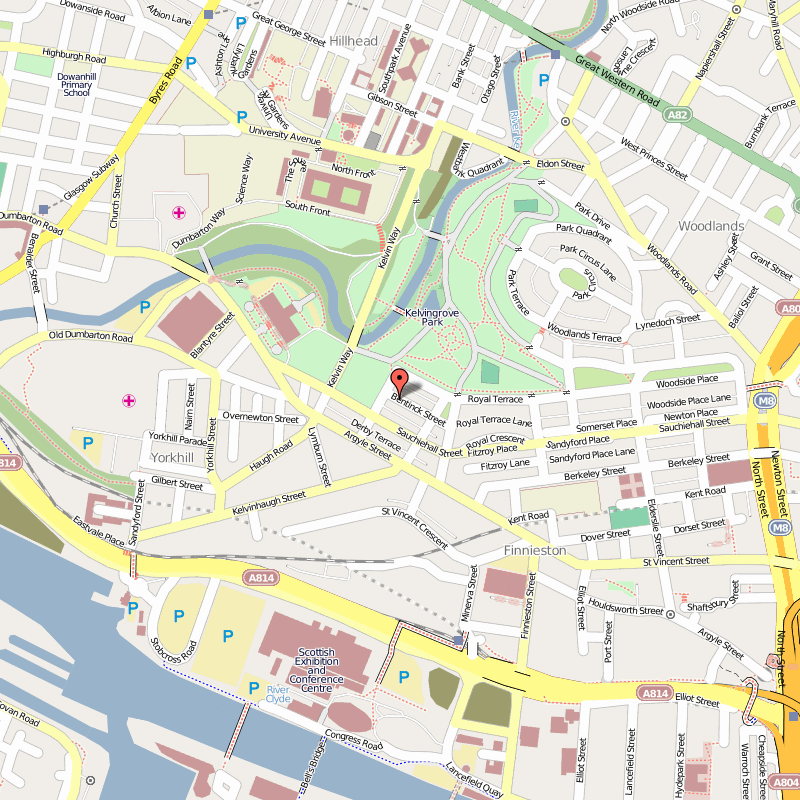 Dowanside Road
Albion Lane
P
Great George Street
Hillhead
Southpark Avenue
Bank Street
Otago Street
North Woodside Road
The Crescent
Napiershall Street
Maryhill Road
Highburgh Road
Byres Road
Ashton Lane
Lilybank Gardens
Dowanhill
Primary
School
P
P
Gibson Street
P
Great Western Road
A82
Burnbank Terrace
University Avenue
West Princes Street
Eldon Street
Glasgow Subway
Church Street
Science Way
North Front
South Front
Westbank Quadrant
Park Drive
Park Quadrant
Woodlands
Dumbarton Road
Dumbarton Way
Kelvin Way
Park Circus Lane
Park Circus
Park Terrace
Woodlands Road
Ashley Street
Grant Street
Baliol Street
Benalder Street
P
Kelvingrove
Park
Lynedoch Street
Woodlands Terrace
Old Dumbarton Road
Blantyre Street
Kelvin Way
Bentinck Street
Royal Terrace
Woodside Place
Woodside Place Lane
M8
Nairn Street
Overnewton Street
Royal Terrace Lane
Newton Place
Somerset Place
Sauchiehall Street
Derby Terrace
Sauchiehall Street
Royal Crescent
Sandyford Place
Fitzroy Place
Sandyford Place Lane
Fitzroy Lane
P
Yorkhill Parade
Yorkhill
Yorkhill Street
Haugh Road
Lymburn Street
Argyle Street
Berkeley Street
Berkeley Street
Gilbert Street
Kelvinhaugh Street
Kent Road
Kent Road
Elderslie Street
North Street
Newton Street
M8
Sandyford Street
Eastvale Place
St Vincent Crescent
Finnieston
Dover Street
Dorset Street
St Vincent Street
A814
Minerva Street
Finnieston Street
Elliot Street
Houldsworth Street
Shaftsbury Street
Port Street
Argyle Street
North Street
P
P
P
Stobcross Road
Scottish
Exhibition
and
Conference
Centre
P
P
River
Clyde
A814
Elliot Street
Congress Road
Bell's Bridge
Lancefield Quay
Elliot Street
Lancefield Street
Hydepark Street
Warroch Street
Cheapside Street
A804